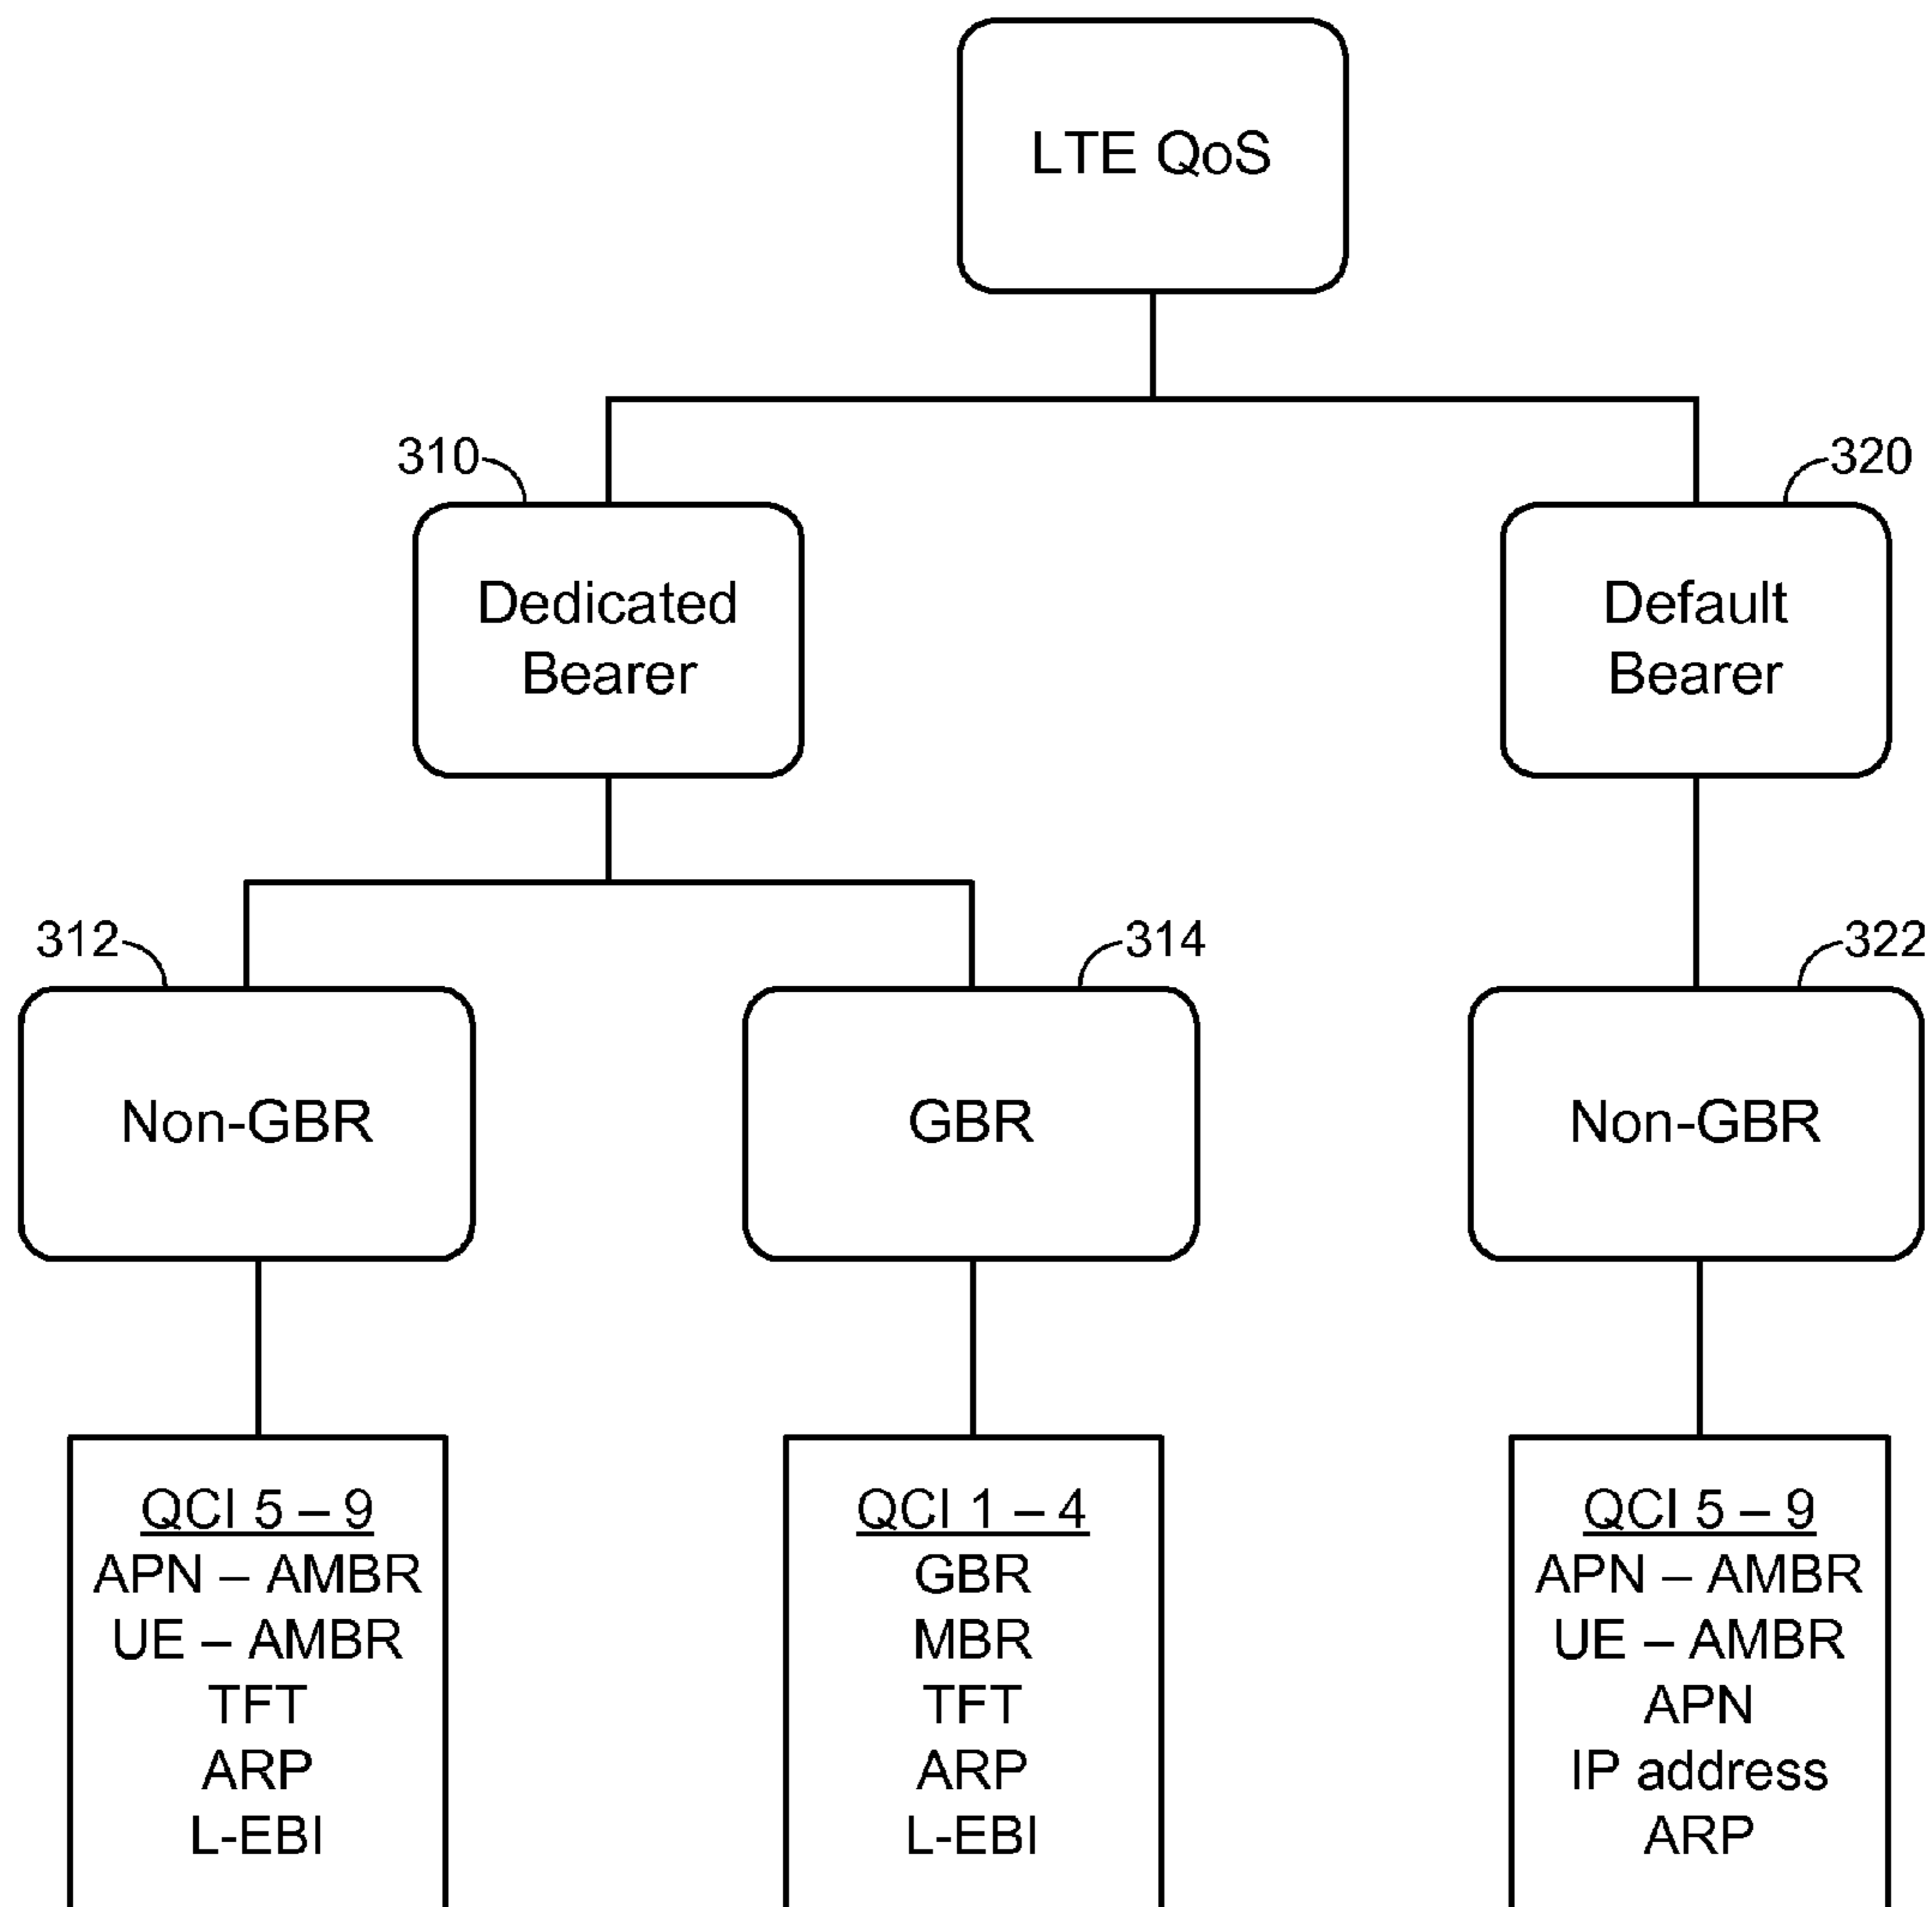 LTE QoS
310
320
Dedicated
Bearer
Default
Bearer
312
314
322
Non-GBR
GBR
Non-GBR
QCI 5 – 9
APN – AMBR
UE – AMBR
TFT
ARP
L-EBI
QCI 1 – 4
GBR
MBR
TFT
ARP
L-EBI
QCI 5 – 9
APN – AMBR
UE – AMBR
APN
IP address
ARP